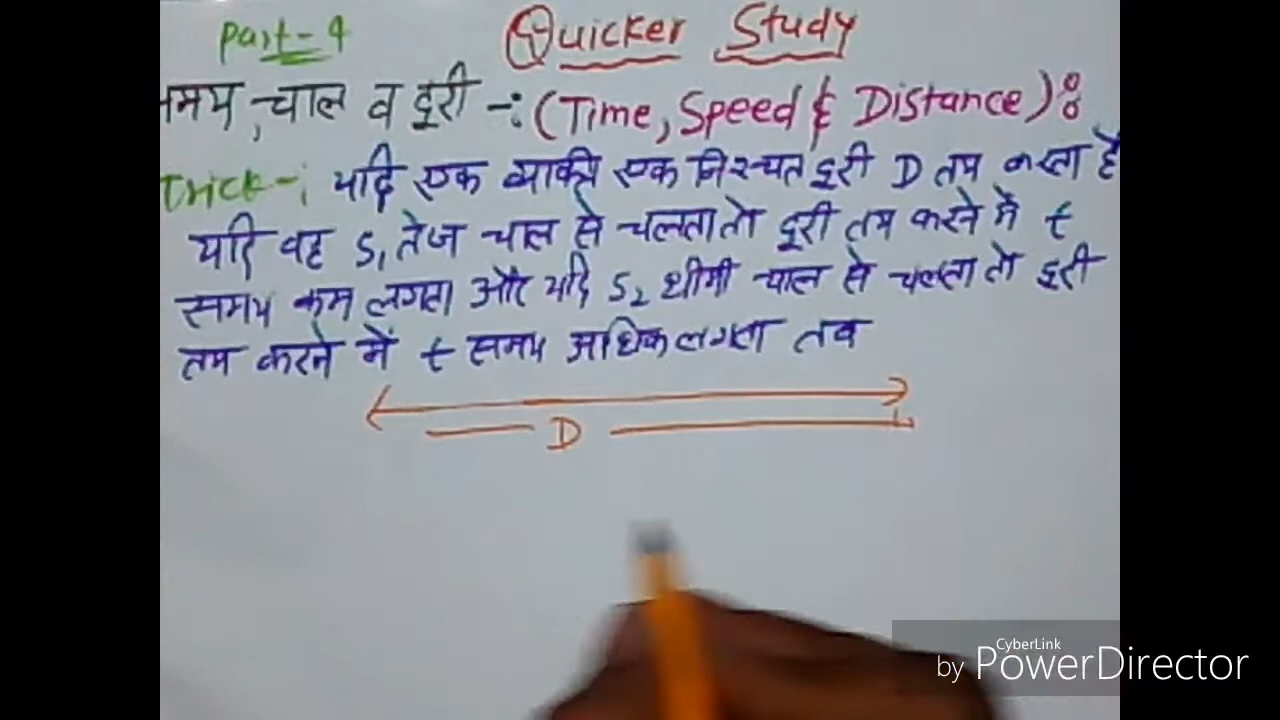 Part-4
Quicker Study
समय, चाल व दूरी -: (Time, Speed & Distance) :
Trick-: यदि एक व्यक्ति एक निश्चत दूरी D तय करता है
यदि वह S₁ तेज चाल से चलता तो दूरी तय करने में t
समय कम लगता और यदि S₂ धीमी चाल से चलता तो दूरी
तय करने में t समय अधिक लगता तब
D
CyberLink
by PowerDirector